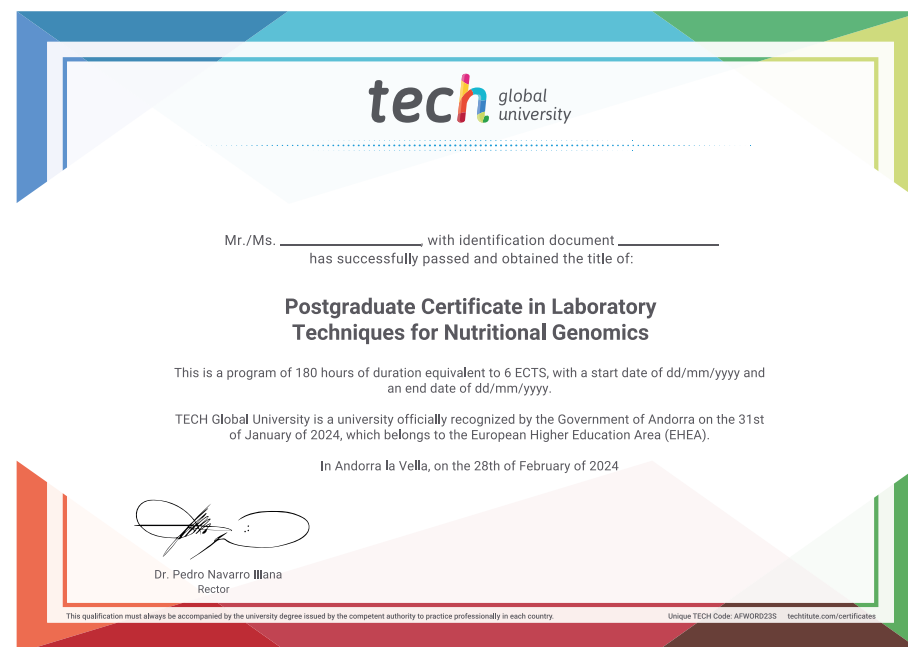 tech global university
Mr./Ms. ____________________, with identification document ______________
has successfully passed and obtained the title of:
Postgraduate Certificate in Laboratory
Techniques for Nutritional Genomics
This is a program of 180 hours of duration equivalent to 6 ECTS, with a start date of dd/mm/yyyy and
an end date of dd/mm/yyyy.
TECH Global University is a university officially recognized by the Government of Andorra on the 31st
of January of 2024, which belongs to the European Higher Education Area (EHEA).
In Andorra la Vella, on the 28th of February of 2024
Dr. Pedro Navarro Illana
Rector
This qualification must always be accompanied by the university degree issued by the competent authority to practice professionally in each country. Unique TECH Code: AFWORD23S techtitute.com/certificates